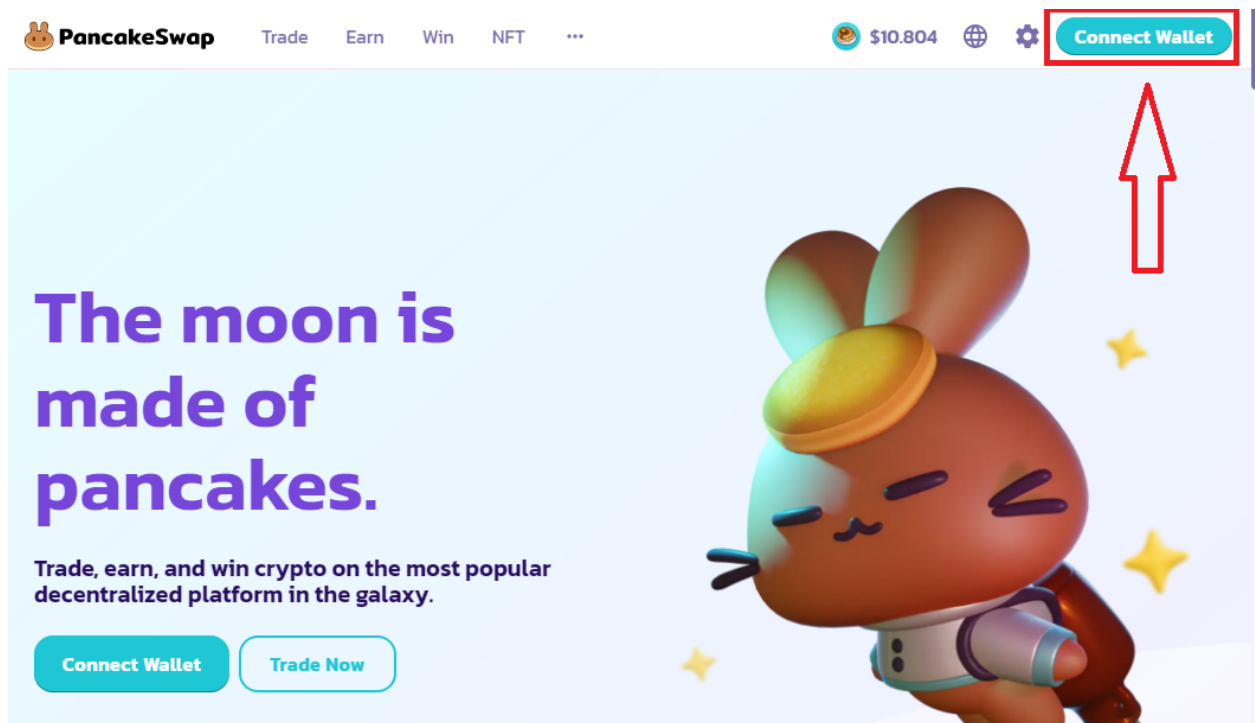 PancakeSwap Trade Earn Win NFT ... $10.804 Connect Wallet
The moon is
made of
pancakes.
Trade, earn, and win crypto on the most popular
decentralized platform in the galaxy.
Connect Wallet Trade Now